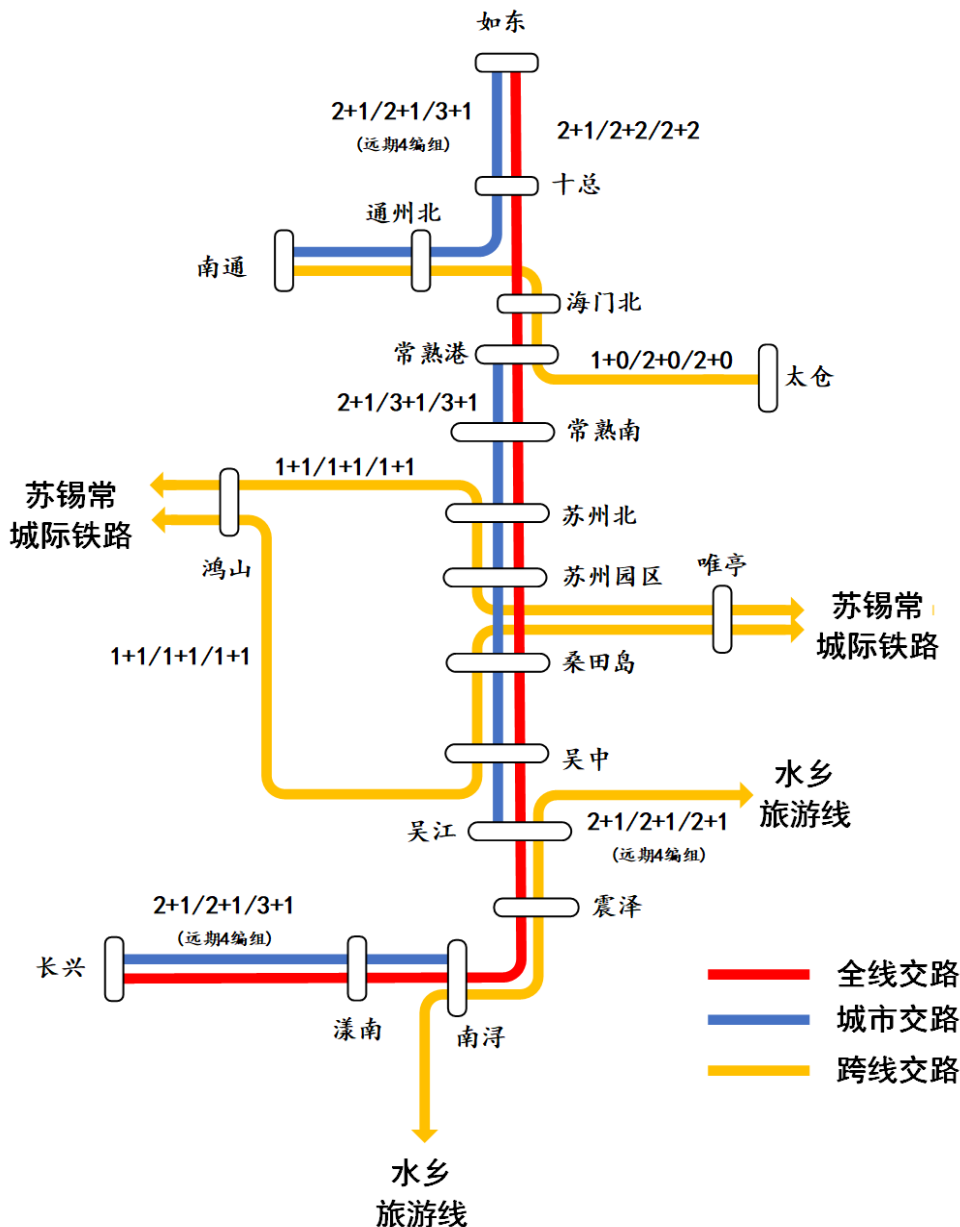 如东
2+1/2+1/3+1
(远期4编组)
2+1/2+2/2+2
十总
通州北
南通
海门北
常熟港
1+0/2+0/2+0
太仓
2+1/3+1/3+1
常熟南
1+1/1+1/1+1
苏锡常
城际铁路
苏州北
鸿山
苏州园区
唯亭
苏锡常
城际铁路
1+1/1+1/1+1
桑田岛
吴中
水乡
旅游线
吴江
2+1/2+1/2+1
(远期4编组)
2+1/2+1/3+1
(远期4编组)
震泽
长兴
漾南
南浔
全线交路
城市交路
跨线交路
水乡
旅游线